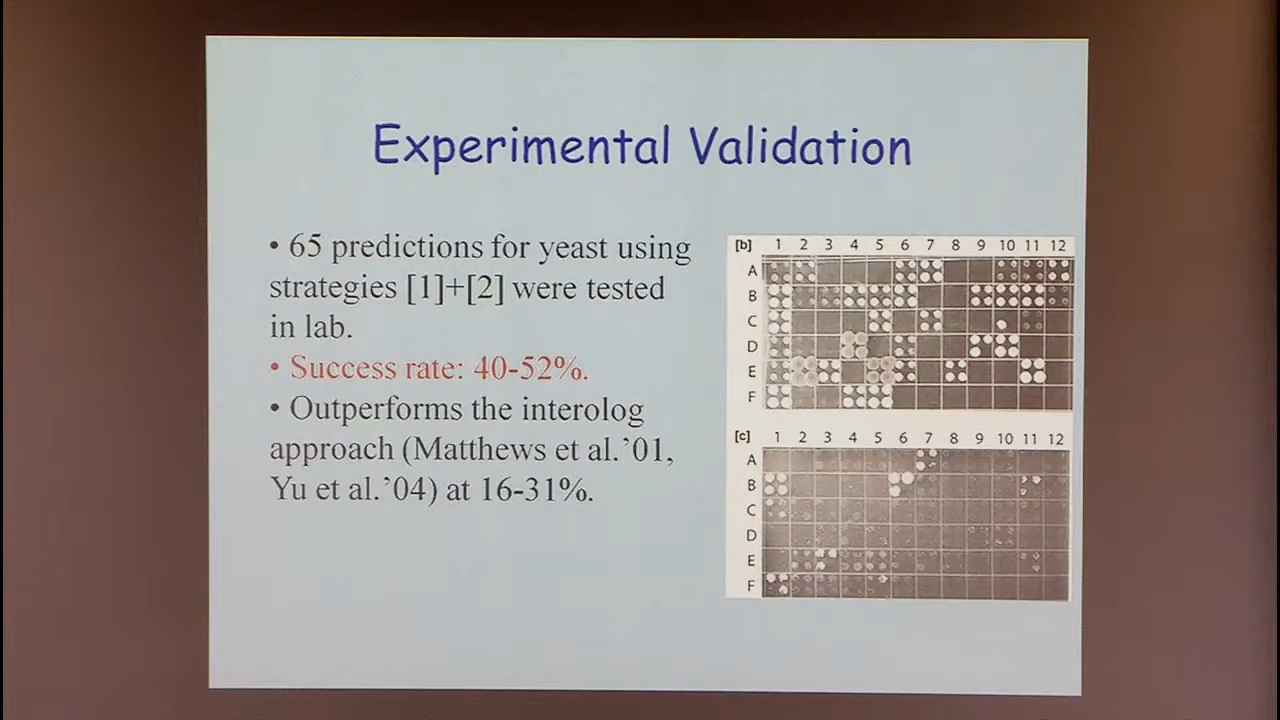 Experimental Validation
• 65 predictions for yeast using
strategies [1]+[2] were tested
in lab.
• Success rate: 40-52%.
• Outperforms the interolog
approach (Matthews et al.’01,
Yu et al.’04) at 16-31%.
[b] 1 2 3 4 5 6 7 8 9 10 11 12
A
B
C
D
E
F
[c] 1 2 3 4 5 6 7 8 9 10 11 12
A
B
C
D
E
F